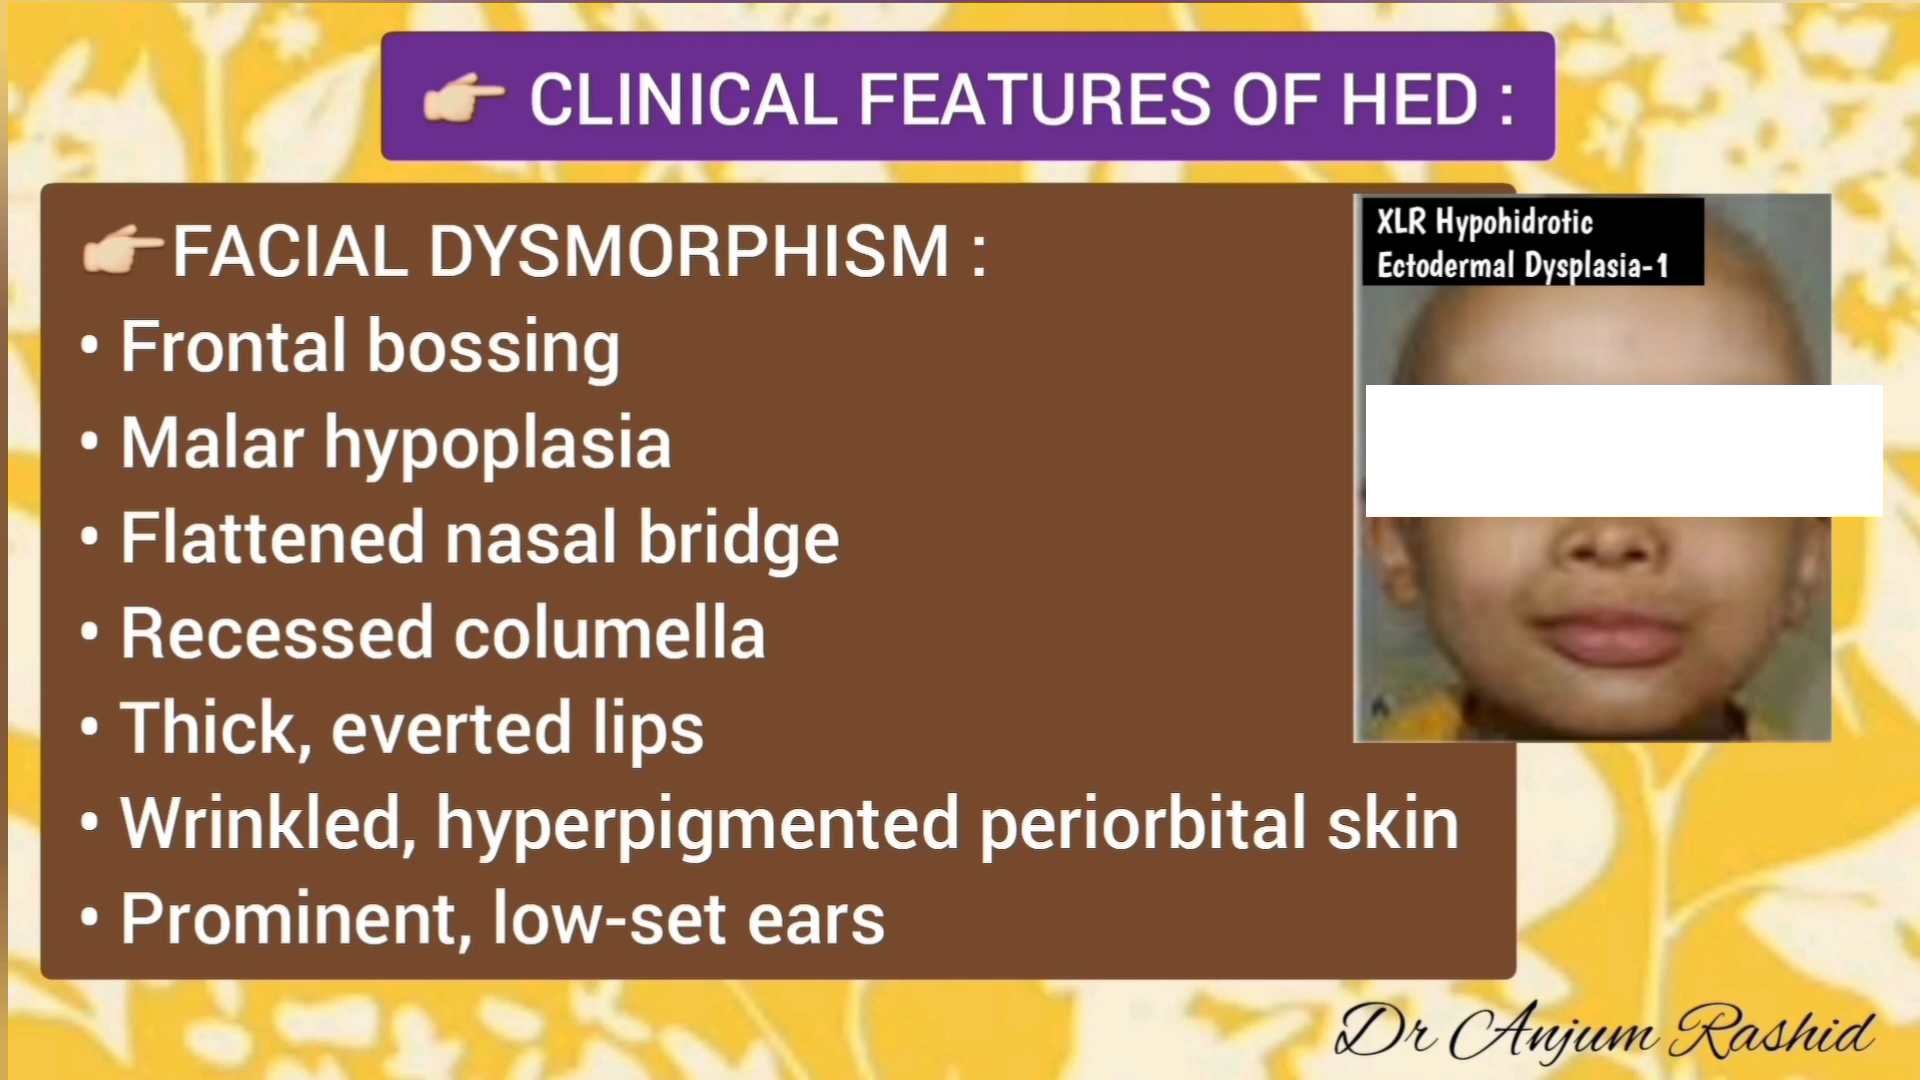 👉 CLINICAL FEATURES OF HED :
👉FACIAL DYSMORPHISM :
• Frontal bossing
• Malar hypoplasia
• Flattened nasal bridge
• Recessed columella
• Thick, everted lips
• Wrinkled, hyperpigmented periorbital skin
• Prominent, low-set ears
XLR Hypohidrotic
Ectodermal Dysplasia-1
Dr Anjum Rashid